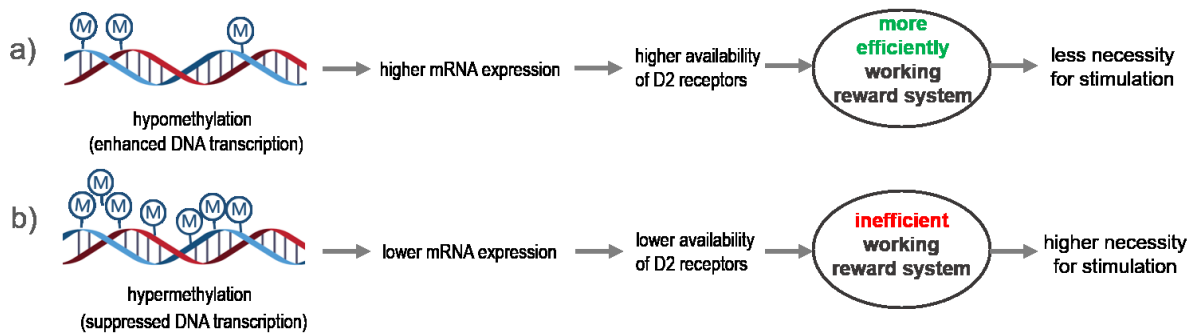 a)
M M M
hypomethylation
(enhanced DNA transcription)
higher mRNA expression
higher availability
of D2 receptors
more
efficiently
working
reward system
less necessity
for stimulation
b)
M
M M M M M M
hypermethylation
(suppressed DNA transcription)
lower mRNA expression
lower availability
of D2 receptors
inefficient
working
reward system
higher necessity
for stimulation